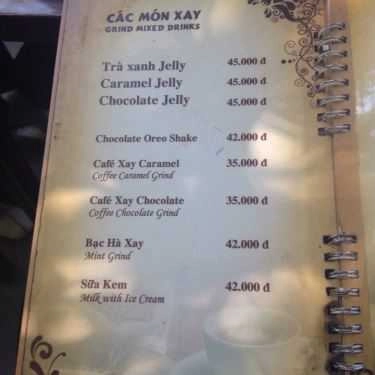 CÁC MÓN XAY
GRIND MIXED DRINKS
Trà xanh Jelly 45.000 đ
Caramel Jelly 45.000 đ
Chocolate Jelly 45.000 đ
Chocolate Oreo Shake 42.000 đ
Café Xay Caramel 35.000 đ
Coffee Caramel Grind
Café Xay Chocolate 35.000 đ
Coffee Chocolate Grind
Bạc Hà Xay 42.000 đ
Mint Grind
Sữa Kem 42.000 đ
Milk with Ice Cream